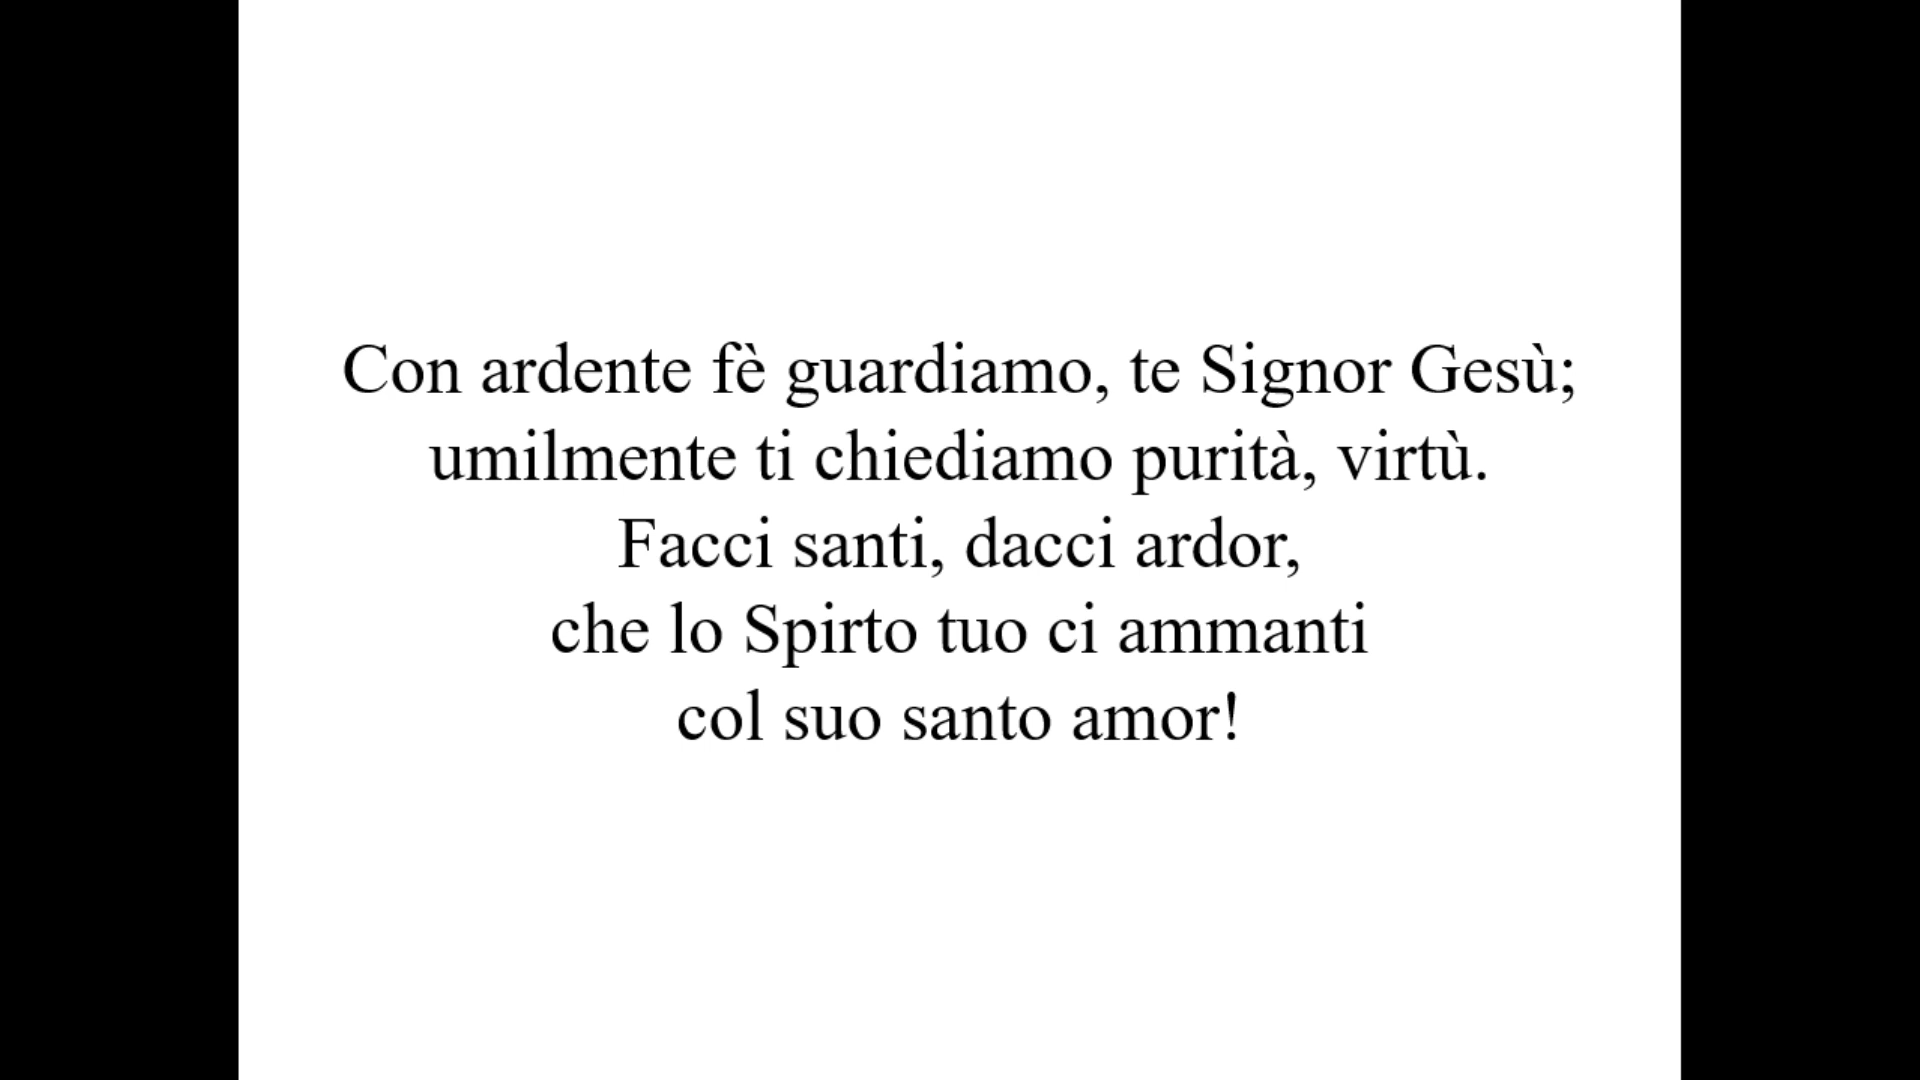 Con ardente fè guardiamo, te Signor Gesù;
umilmente ti chiediamo purità, virtù.
Facci santi, dacci ardor,
che lo Spirto tuo ci ammanti
col suo santo amor!